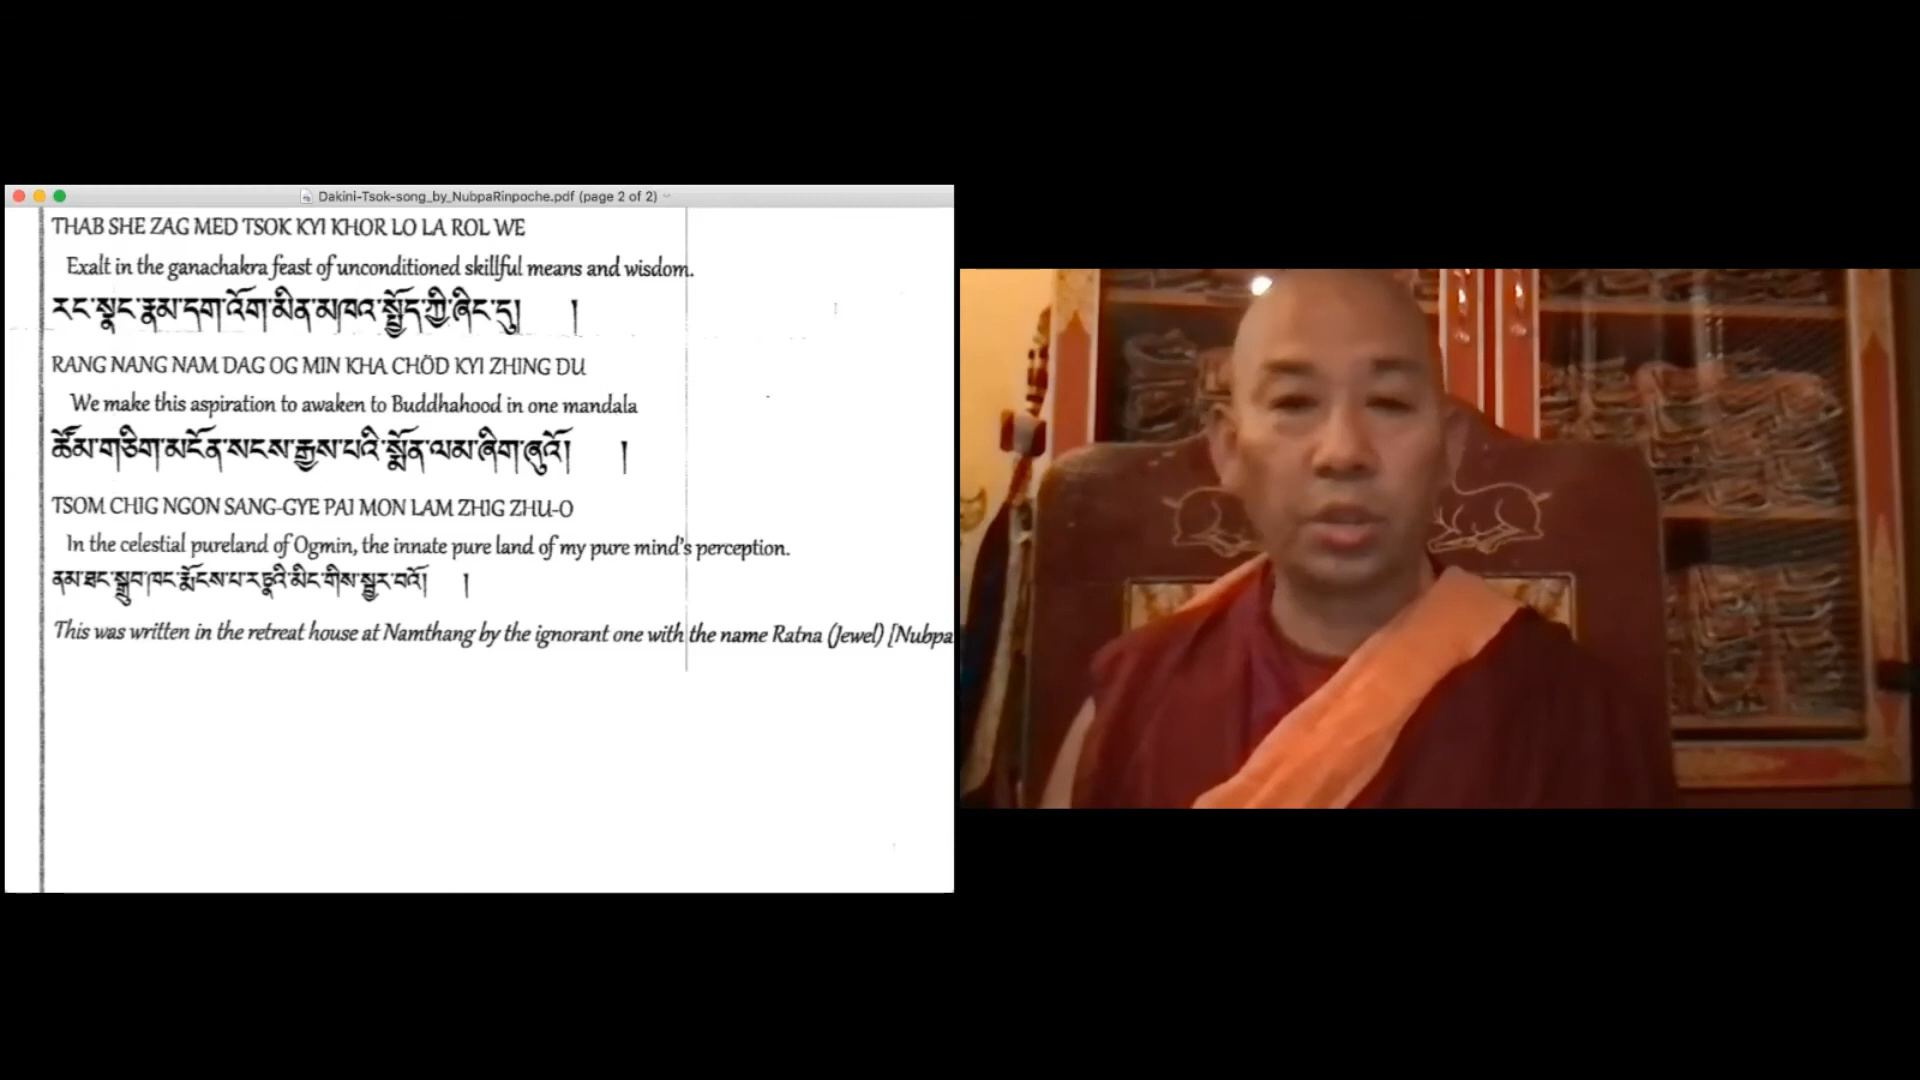 Dakini-Tsok-song_by_NubpaRinpoche.pdf (page 2 of 2)
THAB SHE ZAG MED TSOK KYI KHOR LO LA ROL WE
Exalt in the ganachakra feast of unconditioned skillful means and wisdom.
རང་སྣང་རྣམ་དག་འོག་མིན་མཁའ་སྤྱོད་ཀྱི་ཞིང་དུ། །
RANG NANG NAM DAG OG MIN KHA CHÖD KYI ZHING DU
We make this aspiration to awaken to Buddhahood in one mandala
ཚོམ་གཅིག་མངོན་སངས་རྒྱས་པའི་སྨོན་ལམ་ཞིག་ཞུའོ། །
TSOM CHIG NGON SANG-GYE PAI MON LAM ZHIG ZHU-O
In the celestial pureland of Ogmin, the innate pure land of my pure mind's perception.
ནམ་ཐང་སྒྲུབ་ཁང་རྨོངས་པ་ར་ཏྣའི་མིང་གིས་སྦྱར་བའོ། །
This was written in the retreat house at Namthang by the ignorant one with the name Ratna (Jewel) [Nubpa